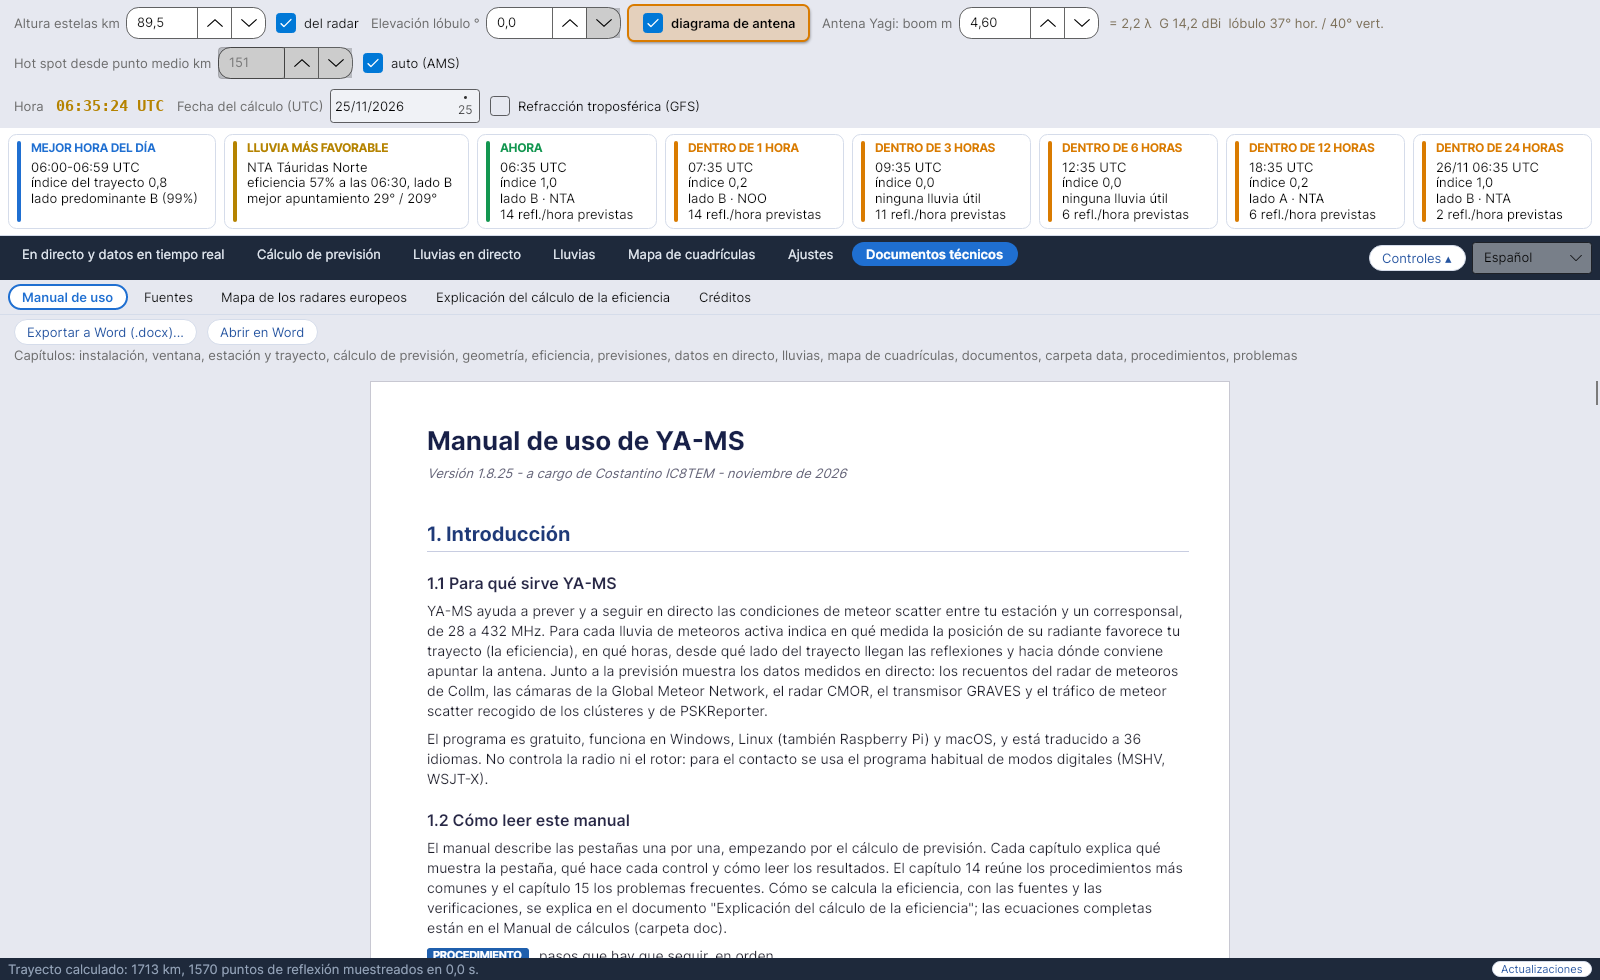 Altura estelas km 89,5 del radar Elevación lóbulo ° 0,0 diagrama de antena Antena Yagi: boom m 4,60 = 2,2 λ G 14,2 dBi lóbulo 37° hor. / 40° vert.
Hot spot desde punto medio km 151 auto (AMS)
Hora 06:35:24 UTC Fecha del cálculo (UTC) 25/11/2026 25 Refracción troposférica (GFS)
MEJOR HORA DEL DÍA
06:00-06:59 UTC
índice del trayecto 0,8
lado predominante B (99%)
LLUVIA MÁS FAVORABLE
NTA Táuridas Norte
eficiencia 57% a las 06:30, lado B
mejor apuntamiento 29° / 209°
AHORA
06:35 UTC
índice 1,0
lado B · NTA
14 refl./hora previstas
DENTRO DE 1 HORA
07:35 UTC
índice 0,2
lado B · NOO
14 refl./hora previstas
DENTRO DE 3 HORAS
09:35 UTC
índice 0,0
ninguna lluvia útil
11 refl./hora previstas
DENTRO DE 6 HORAS
12:35 UTC
índice 0,0
ninguna lluvia útil
6 refl./hora previstas
DENTRO DE 12 HORAS
18:35 UTC
índice 0,2
lado A · NTA
6 refl./hora previstas
DENTRO DE 24 HORAS
26/11 06:35 UTC
índice 1,0
lado B · NTA
2 refl./hora previstas
En directo y datos en tiempo real Cálculo de previsión Lluvias en directo Lluvias Mapa de cuadrículas Ajustes Documentos técnicos Controles ▴ Español
Manual de uso Fuentes Mapa de los radares europeos Explicación del cálculo de la eficiencia Créditos
Exportar a Word (.docx)... Abrir en Word
Capítulos: instalación, ventana, estación y trayecto, cálculo de previsión, geometría, eficiencia, previsiones, datos en directo, lluvias, mapa de cuadrículas, documentos, carpeta data, procedimientos, problemas
Manual de uso de YA-MS
Versión 1.8.25 - a cargo de Costantino IC8TEM - noviembre de 2026
1. Introducción
1.1 Para qué sirve YA-MS
YA-MS ayuda a prever y a seguir en directo las condiciones de meteor scatter entre tu estación y un corresponsal,
de 28 a 432 MHz. Para cada lluvia de meteoros activa indica en qué medida la posición de su radiante favorece tu
trayecto (la eficiencia), en qué horas, desde qué lado del trayecto llegan las reflexiones y hacia dónde conviene
apuntar la antena. Junto a la previsión muestra los datos medidos en directo: los recuentos del radar de meteoros
de Collm, las cámaras de la Global Meteor Network, el radar CMOR, el transmisor GRAVES y el tráfico de meteor
scatter recogido de los clústeres y de PSKReporter.
El programa es gratuito, funciona en Windows, Linux (también Raspberry Pi) y macOS, y está traducido a 36
idiomas. No controla la radio ni el rotor: para el contacto se usa el programa habitual de modos digitales (MSHV,
WSJT-X).
1.2 Cómo leer este manual
El manual describe las pestañas una por una, empezando por el cálculo de previsión. Cada capítulo explica qué
muestra la pestaña, qué hace cada control y cómo leer los resultados. El capítulo 14 reúne los procedimientos más
comunes y el capítulo 15 los problemas frecuentes. Cómo se calcula la eficiencia, con las fuentes y las
verificaciones, se explica en el documento "Explicación del cálculo de la eficiencia"; las ecuaciones completas
están en el Manual de cálculos (carpeta doc).
PROCEDIMIENTO pasos que hay que seguir, en orden
Trayecto calculado: 1713 km, 1570 puntos de reflexión muestreados en 0,0 s. Actualizaciones